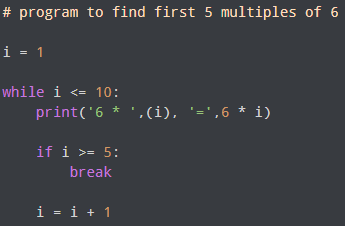 # program to find first 5 multiples of 6
i = 1
while i <= 10:
print('6 * ',(i), '=',6 * i)
if i >= 5:
break
i = i + 1